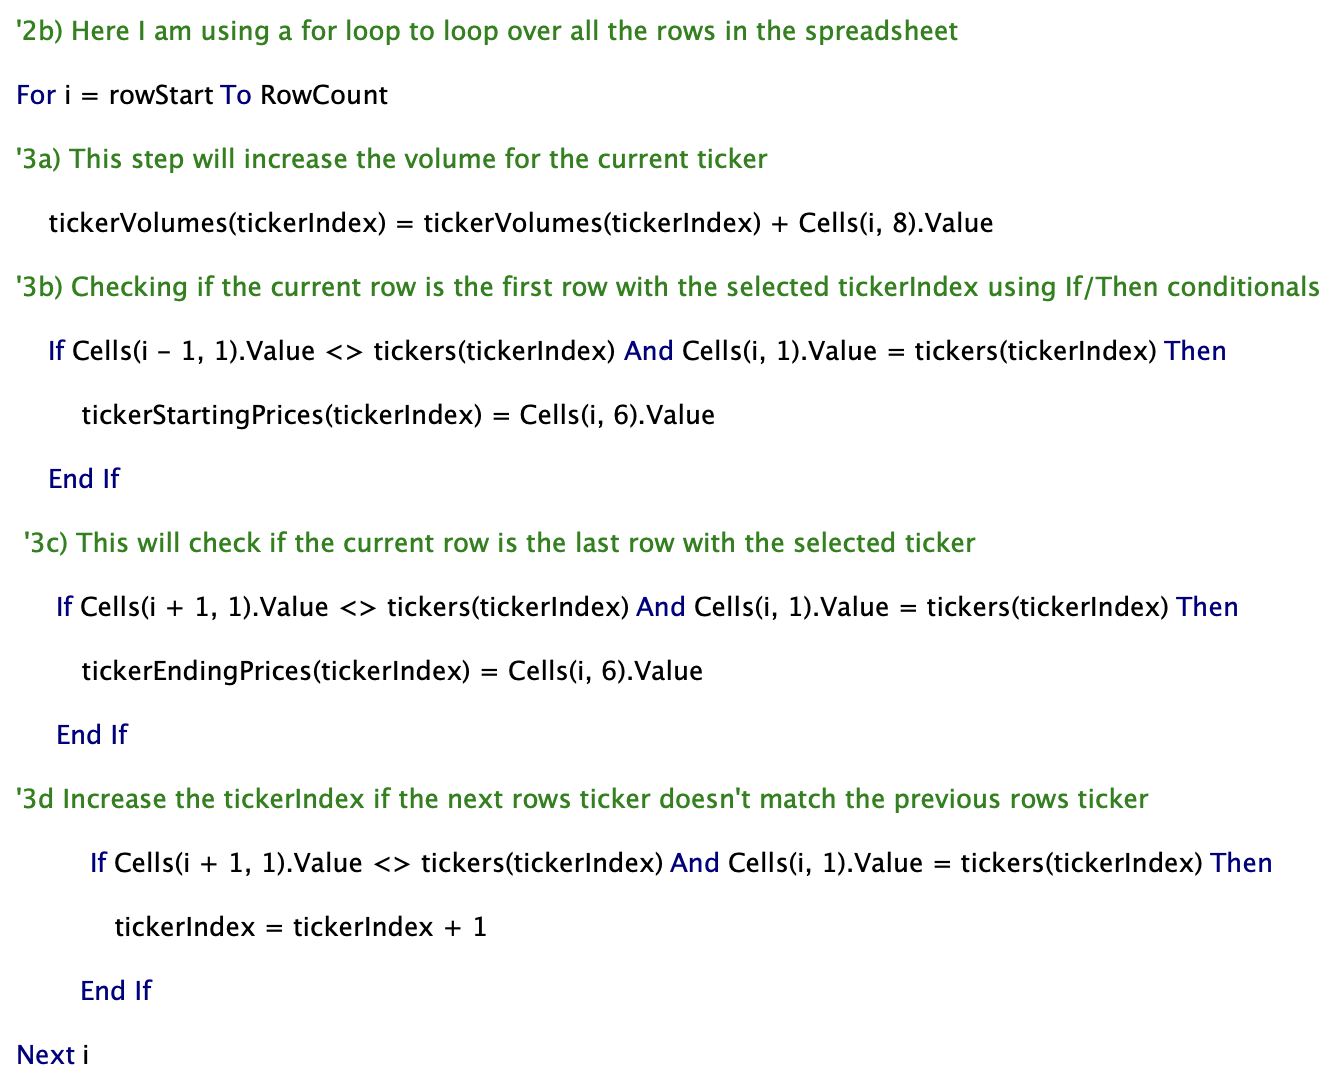 '2b) Here I am using a for loop to loop over all the rows in the spreadsheet
For i = rowStart To RowCount
'3a) This step will increase the volume for the current ticker
tickerVolumes(tickerIndex) = tickerVolumes(tickerIndex) + Cells(i, 8).Value
'3b) Checking if the current row is the first row with the selected tickerIndex using If/Then conditionals
If Cells(i - 1, 1).Value <> tickers(tickerIndex) And Cells(i, 1).Value = tickers(tickerIndex) Then
tickerStartingPrices(tickerIndex) = Cells(i, 6).Value
End If
'3c) This will check if the current row is the last row with the selected ticker
If Cells(i + 1, 1).Value <> tickers(tickerIndex) And Cells(i, 1).Value = tickers(tickerIndex) Then
tickerEndingPrices(tickerIndex) = Cells(i, 6).Value
End If
'3d Increase the tickerIndex if the next rows ticker doesn't match the previous rows ticker
If Cells(i + 1, 1).Value <> tickers(tickerIndex) And Cells(i, 1).Value = tickers(tickerIndex) Then
tickerIndex = tickerIndex + 1
End If
Next i